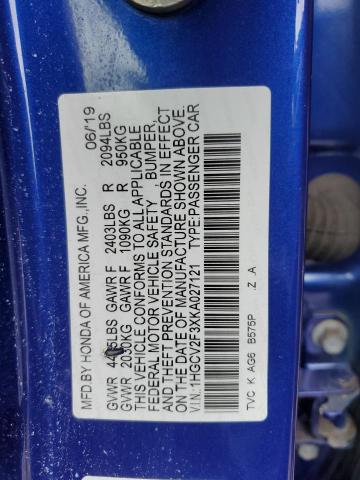 MFD.BY HONDA OF AMERICA MFG.,INC. 06/19
GVWR LBS GAWR F 2403LBS R 2094LBS
GVWR 2030KG GAWR F 1090KG R 950KG
THIS VEHICLE CONFORMS TO ALL APPLICABLE
FEDERAL MOTOR VEHICLE SAFETY , BUMPER,
AND THEFT PREVENTION STANDARDS IN EFFECT
ON THE DATE OF MANUFACTURE SHOWN ABOVE.
VIN:1HGCV2F3XKA027121 TYPE:PASSENGER CAR
TVC K AG6 B575P .Z .A